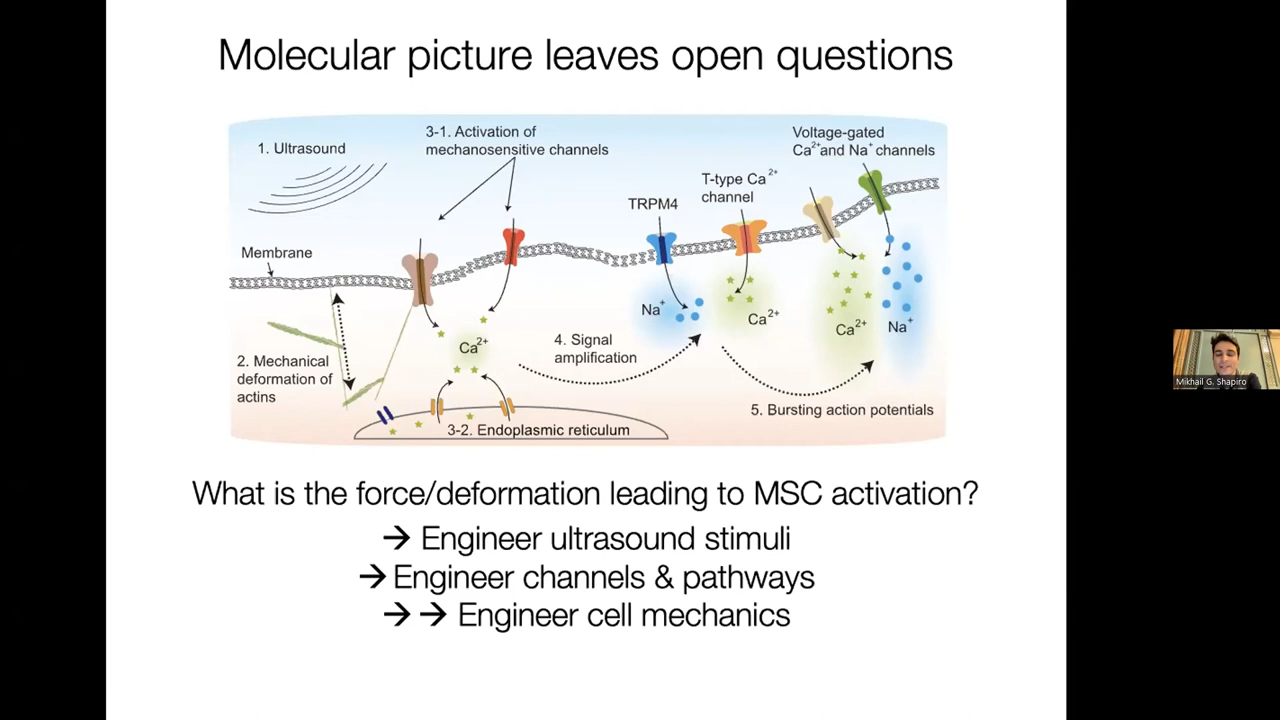 Molecular picture leaves open questions
1. Ultrasound
3-1. Activation of
mechanosensitive channels
Voltage-gated
Ca²⁺and Na⁺ channels
T-type Ca²⁺
channel
TRPM4
Membrane
Na⁺
Ca²⁺
Ca²⁺
Na⁺
Ca²⁺
4. Signal
amplification
2. Mechanical
deformation of
actins
5. Bursting action potentials
3-2. Endoplasmic reticulum
What is the force/deformation leading to MSC activation?
→ Engineer ultrasound stimuli
→ Engineer channels & pathways
→ → Engineer cell mechanics
Mikhail G. Shapiro